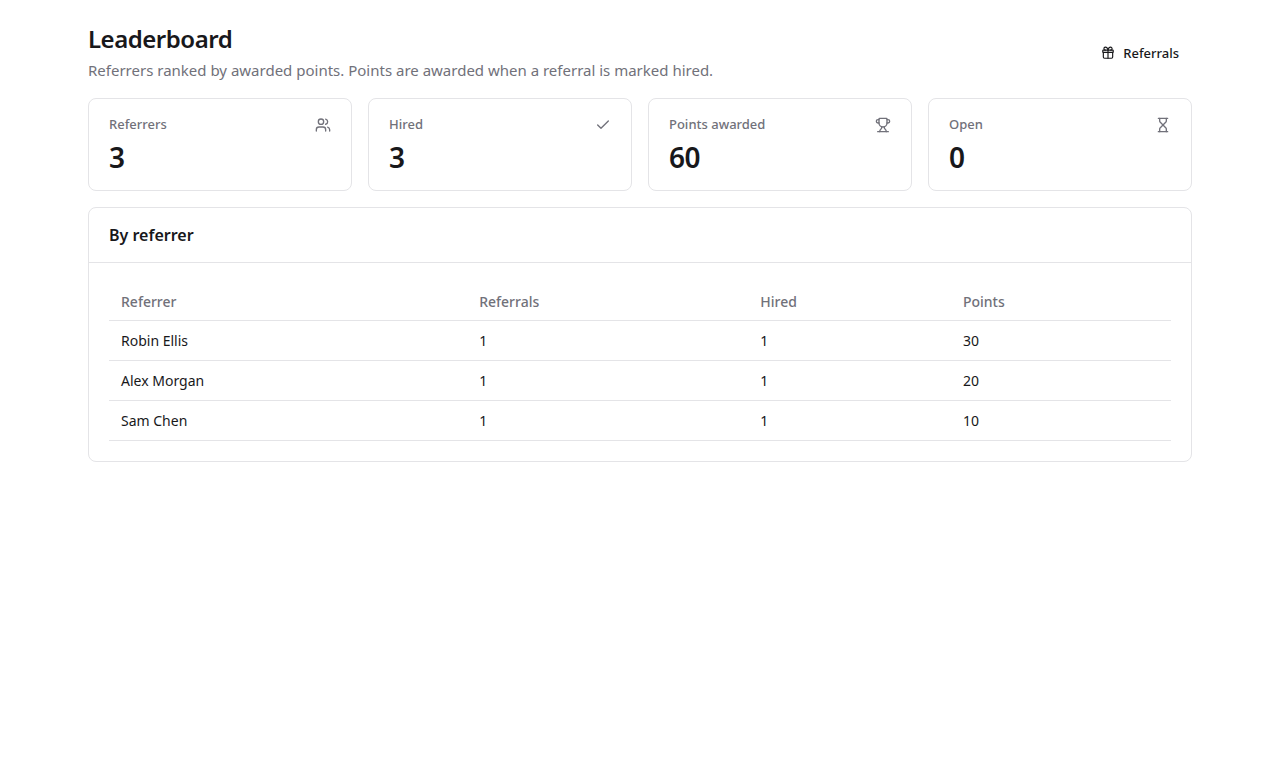 Leaderboard
Referrers ranked by awarded points. Points are awarded when a referral is marked hired.
Referrals
Referrers
3
Hired
3
Points awarded
60
Open
0
By referrer
Referrer Referrals Hired Points
Robin Ellis 1 1 30
Alex Morgan 1 1 20
Sam Chen 1 1 10